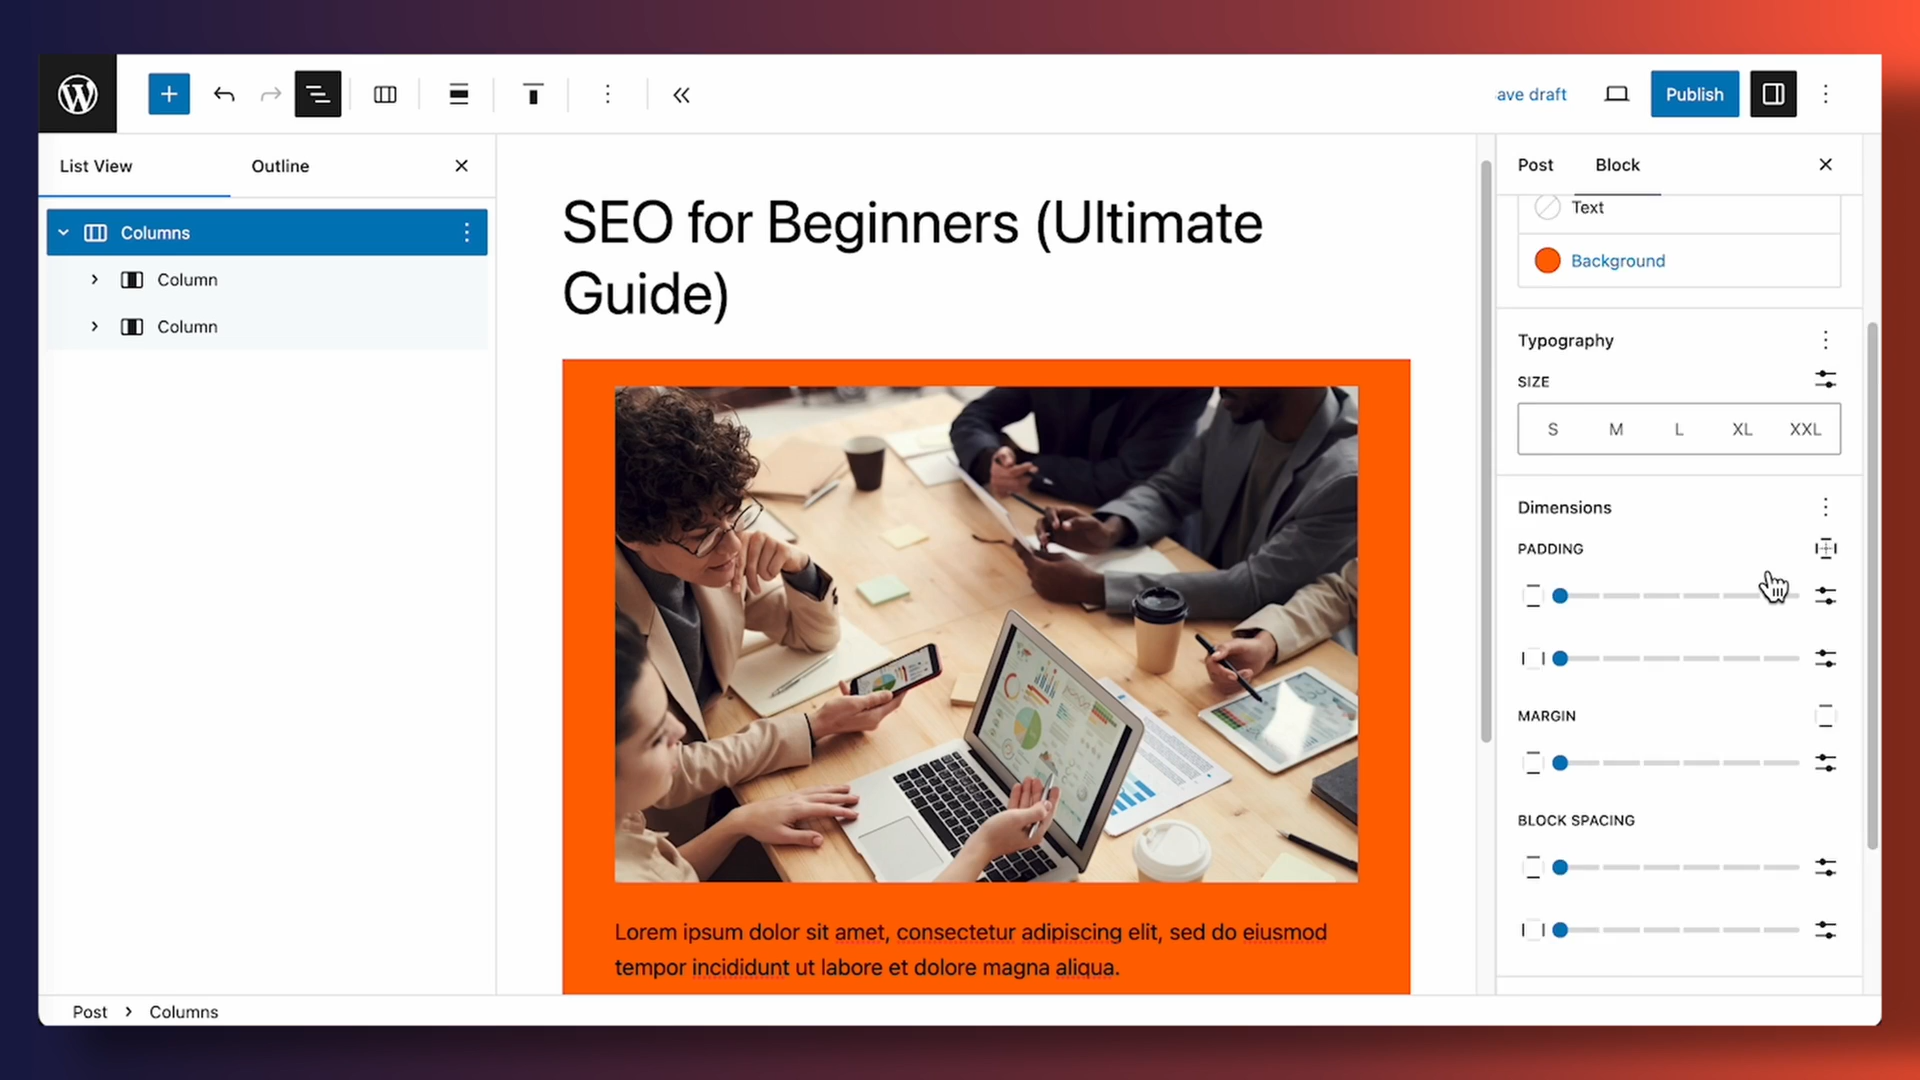 ave draft
Publish
List View
Outline
Columns
Column
Column
SEO for Beginners (Ultimate
Guide)
Lorem ipsum dolor sit amet, consectetur adipiscing elit, sed do eiusmod
tempor incididunt ut labore et dolore magna aliqua.
Post
Block
Text
Background
Typography
SIZE
S M L XL XXL
Dimensions
PADDING
MARGIN
BLOCK SPACING
Post > Columns